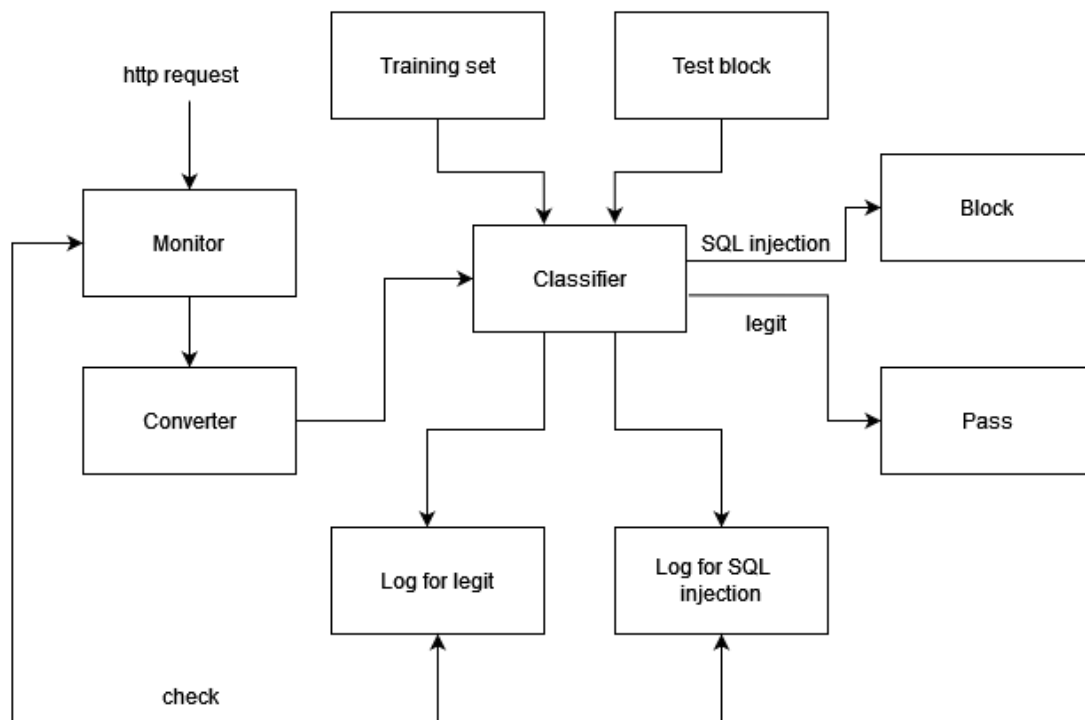 Training set
Test block
http request
Block
Monitor
SQL injection
Classifier
legit
Converter
Pass
Log for legit
Log for SQL
injection
check